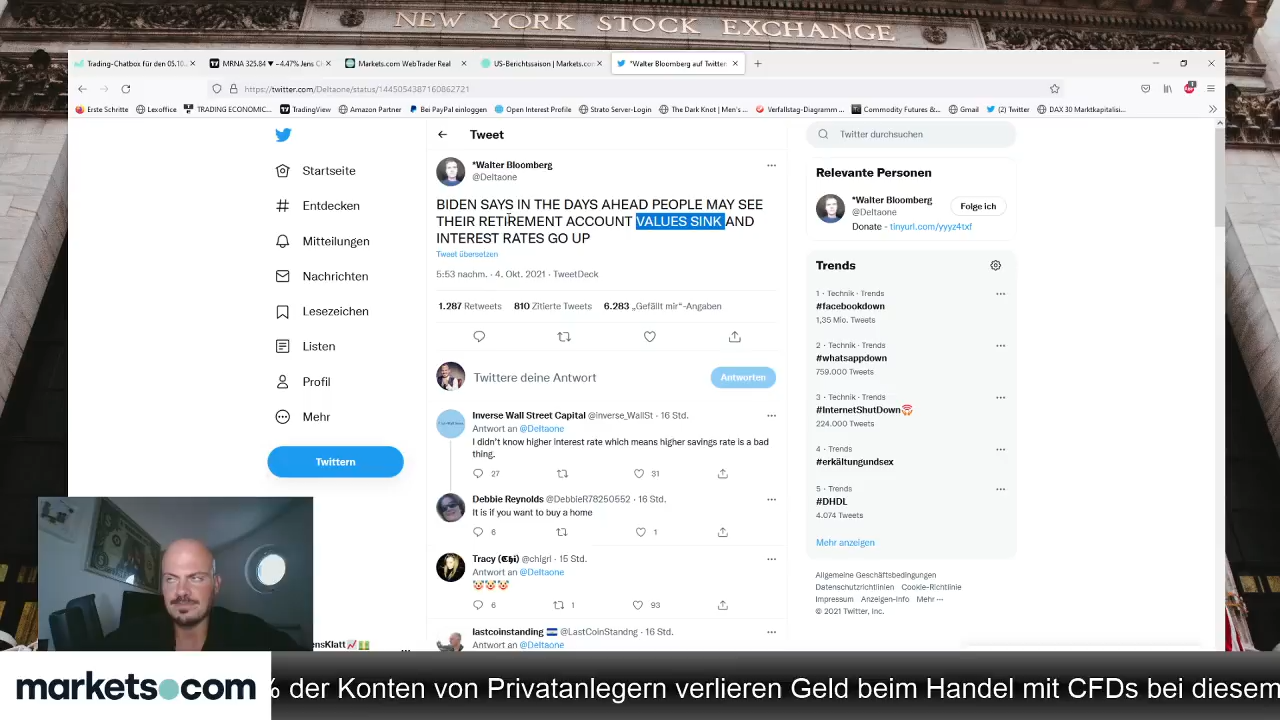 NEW YORK STOCK EXCHANGE
Trading-Chatbox für den 05.10.
MRNA 325.84 ▼ −4.47% Jens C
Markets.com WebTrader Real
US-Berichtssaison | Markets.com
*Walter Bloomberg auf Twitter:
https://twitter.com/Deltaone/status/1445054387160862721
Erste Schritte
Lexoffice
TRADING ECONOMIC...
TradingView
Amazon Partner
Bei PayPal einloggen
Open Interest Profile
Strato Server-Login
The Dark Knot | Men's ...
Verfallstag-Diagramm ...
Commodity Futures &...
Gmail
(2) Twitter
DAX 30 Marktkapitalisi...
Startseite
Entdecken
Mitteilungen
Nachrichten
Lesezeichen
Listen
Profil
Mehr
Twittern
Tweet
*Walter Bloomberg
@Deltaone
BIDEN SAYS IN THE DAYS AHEAD PEOPLE MAY SEE
THEIR RETIREMENT ACCOUNT VALUES SINK AND
INTEREST RATES GO UP
Tweet übersetzen
5:53 nachm. · 4. Okt. 2021 · TweetDeck
1.287 Retweets 810 Zitierte Tweets 6.283 „Gefällt mir“-Angaben
Twittere deine Antwort
Antworten
Inverse Wall Street Capital @inverse_WallSt · 16 Std.
Antwort an @Deltaone
I didn't know higher interest rate which means higher savings rate is a bad
thing.
27 31
Debbie Reynolds @DebbieR78250552 · 16 Std.
It is if you want to buy a home
6 1
Tracy (ℭ𝔥𝔦) @chlgrl · 15 Std.
Antwort an @Deltaone
🤡🤡🤡
6 1 93
lastcoinstanding @LastCoinStandng · 16 Std.
Antwort an @Deltaone
Twitter durchsuchen
Relevante Personen
*Walter Bloomberg
@Deltaone
Folge ich
Donate - tinyurl.com/yyyz4txf
Trends
1 · Technik · Trends
#facebookdown
1,35 Mio. Tweets
2 · Technik · Trends
#whatsappdown
759.000 Tweets
3 · Technik · Trends
#InternetShutDown
224.000 Tweets
4 · Trends
#erkältungundsex
5 · Trends
#DHDL
4.074 Tweets
Mehr anzeigen
Allgemeine Geschäftsbedingungen
Datenschutzrichtlinien Cookie-Richtlinie
Impressum Anzeigen-Info Mehr ···
© 2021 Twitter, Inc.
ensKlatt
markets.com
% der Konten von Privatanlegern verlieren Geld beim Handel mit CFDs bei diesem